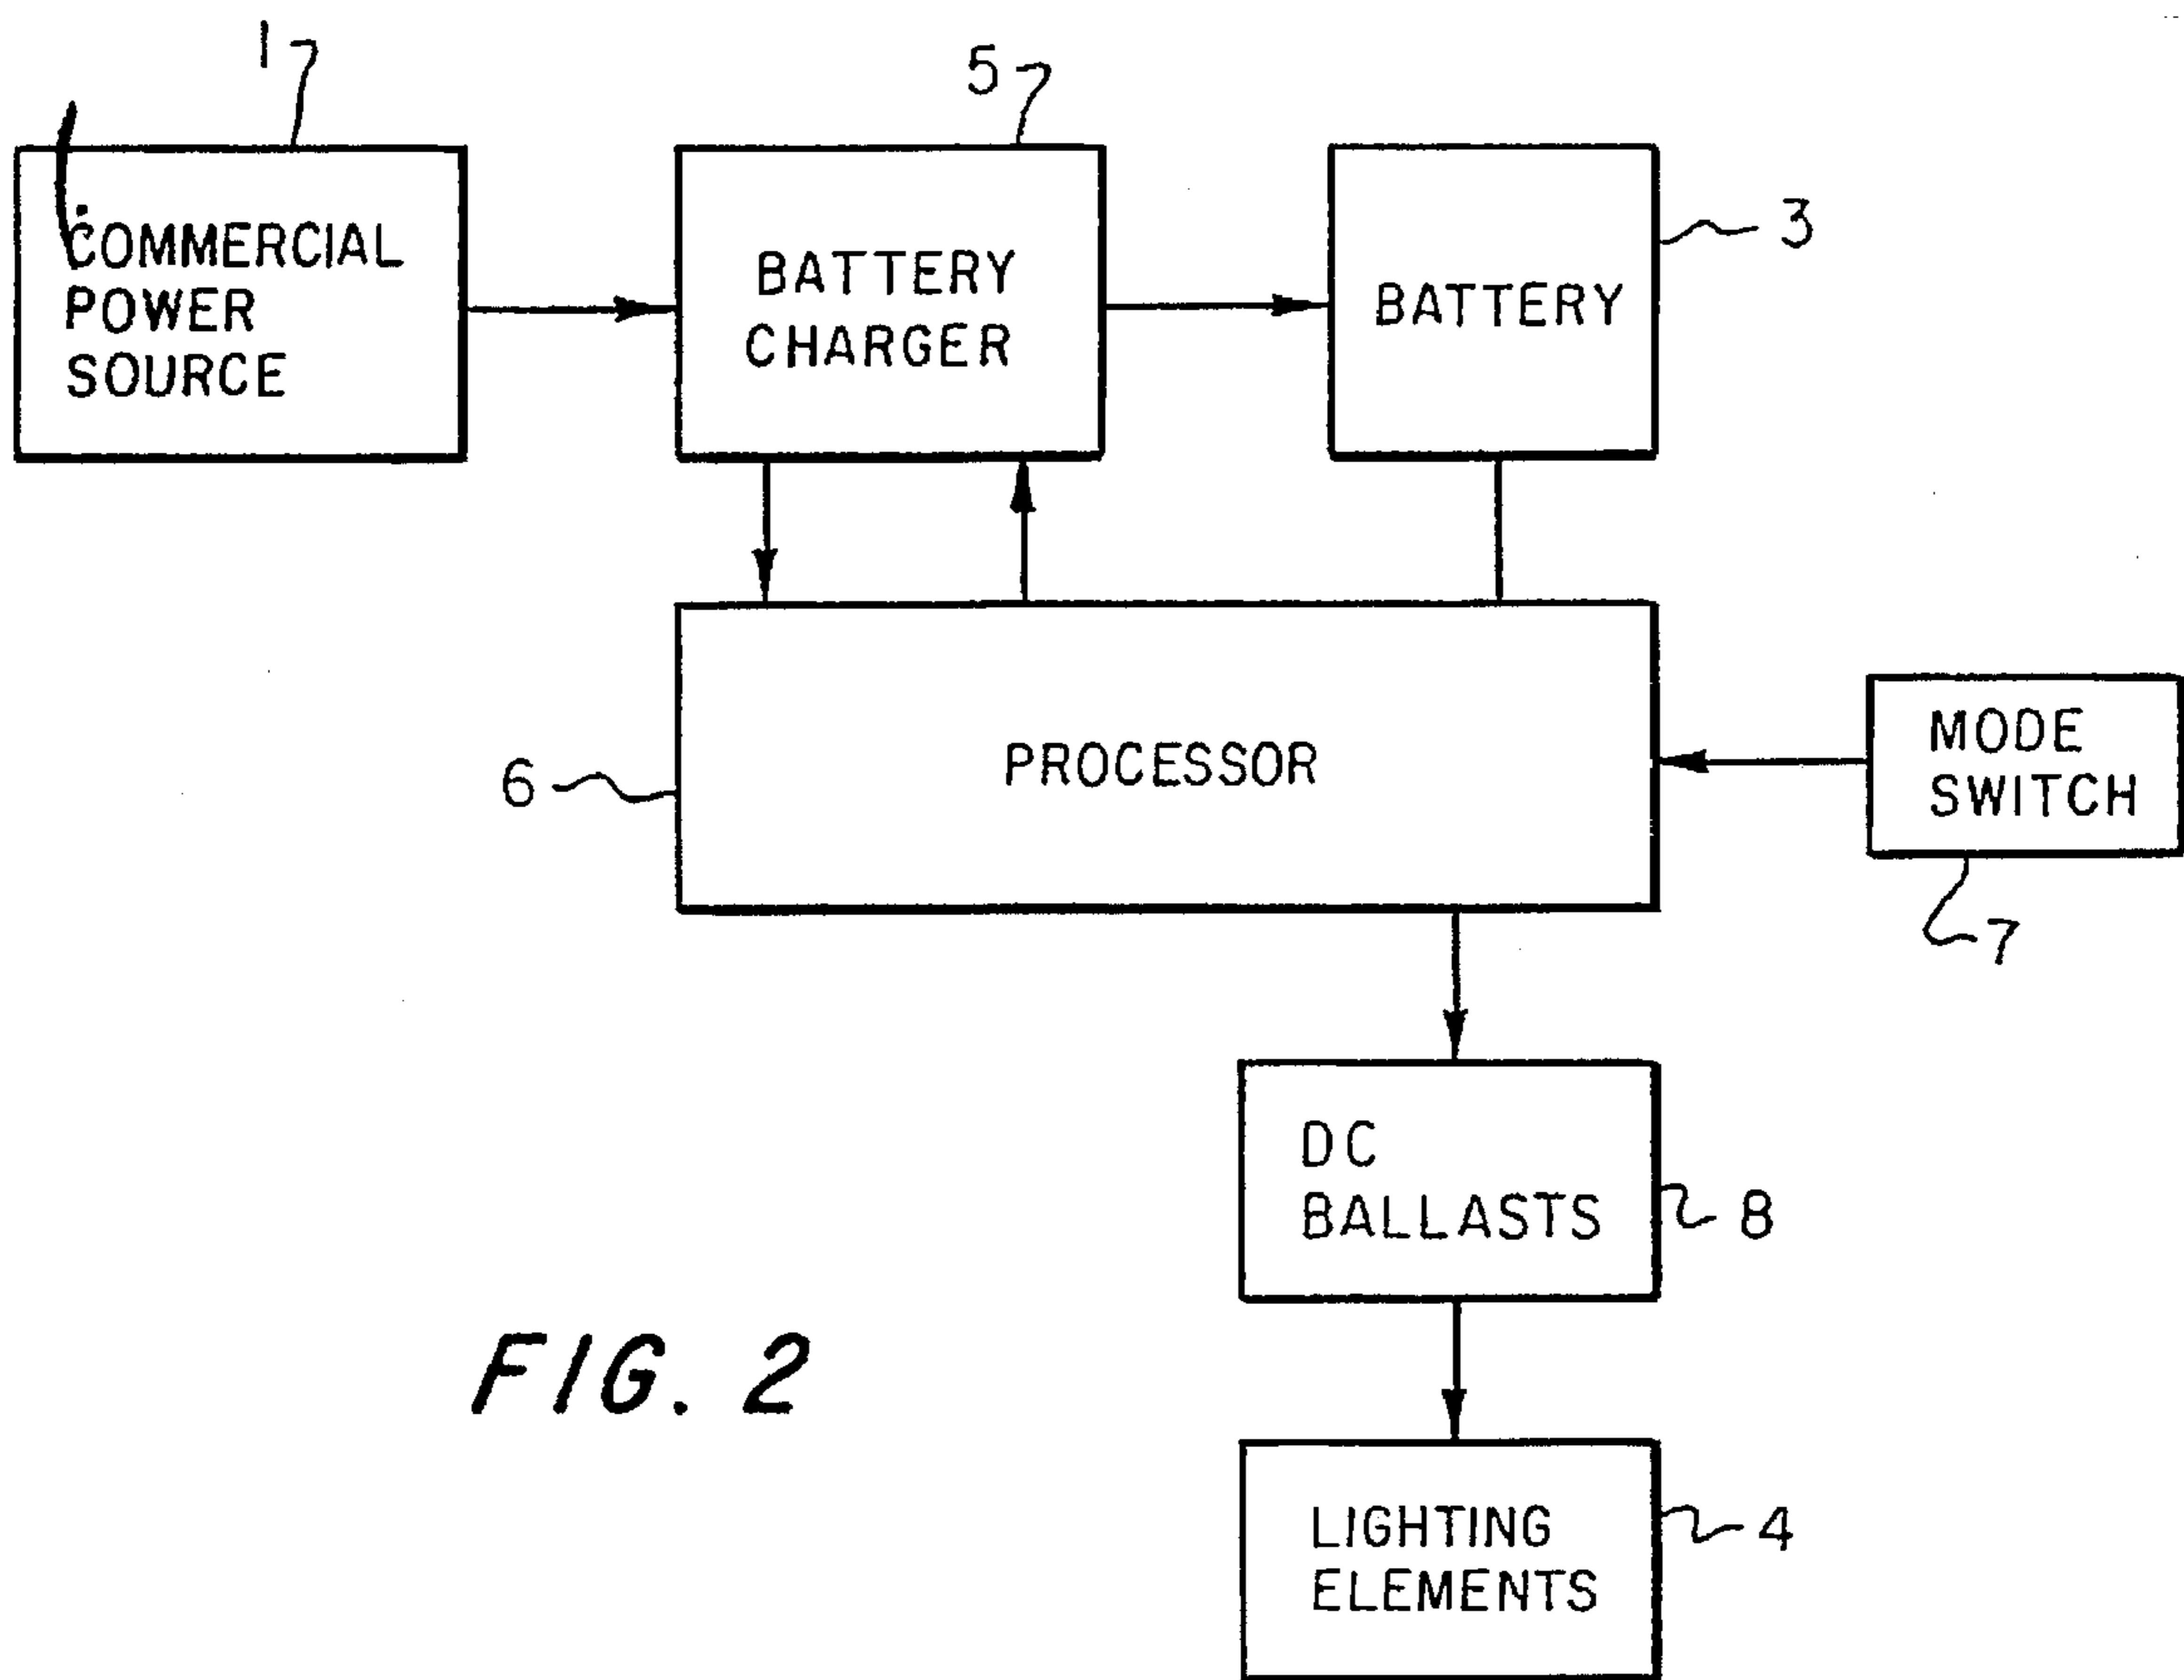 1
5
COMMERCIAL
POWER
SOURCE
BATTERY
CHARGER
BATTERY
3
PROCESSOR
6
MODE
SWITCH
7
DC
BALLASTS
8
FIG. 2
LIGHTING
ELEMENTS
4